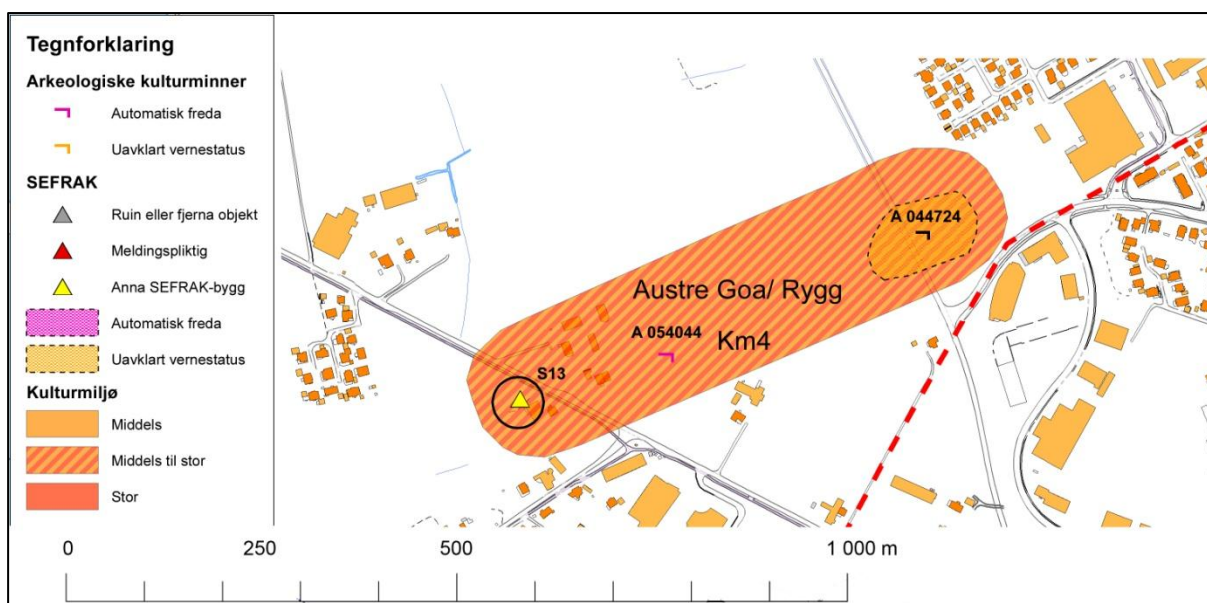 Tegnforklaring
Arkeologiske kulturminner
Automatisk freda
Uavklart vernestatus
SEFRAK
Ruin eller fjerna objekt
Meldingspliktig
Anna SEFRAK-bygg
Automatisk freda
Uavklart vernestatus
Kulturmiljø
Middels
Middels til stor
Stor
A 044724
Austre Goa/ Rygg
A 054044
Km4
S13
0 250 500 1 000 m